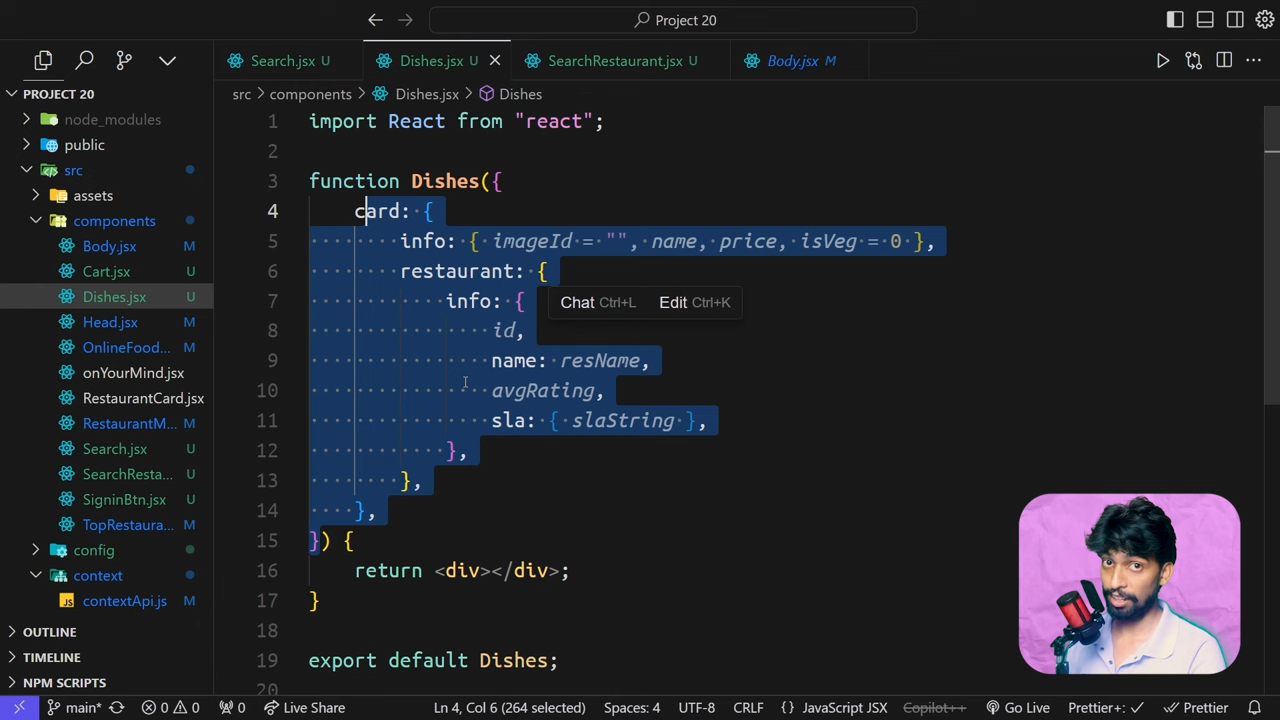 Project 20
Search.jsx U
Dishes.jsx U
SearchRestaurant.jsx U
Body.jsx M
PROJECT 20
src > components > Dishes.jsx > Dishes
node_modules
public
src
assets
components
Body.jsx M
Cart.jsx U
Dishes.jsx U
Head.jsx M
OnlineFood... M
onYourMind.jsx
RestaurantCard.jsx
RestaurantM... M
Search.jsx U
SearchResta... U
SigninBtn.jsx U
TopRestaura... M
config
context
contextApi.js M
OUTLINE
TIMELINE
NPM SCRIPTS
1 import React from "react";
2
3 function Dishes({
4 card: {
5 info: { imageId = "", name, price, isVeg = 0 },
6 restaurant: {
7 info: {
Chat Ctrl+L Edit Ctrl+K
8 id,
9 name: resName,
10 avgRating,
11 sla: { slaString },
12 },
13 },
14 },
15 }) {
16 return <div></div>;
17 }
18
19 export default Dishes;
20
main* 0 0 0 Live Share Ln 4, Col 6 (264 selected) Spaces: 4 UTF-8 CRLF {} JavaScript JSX Copilot++ Go Live Prettier+: Prettier